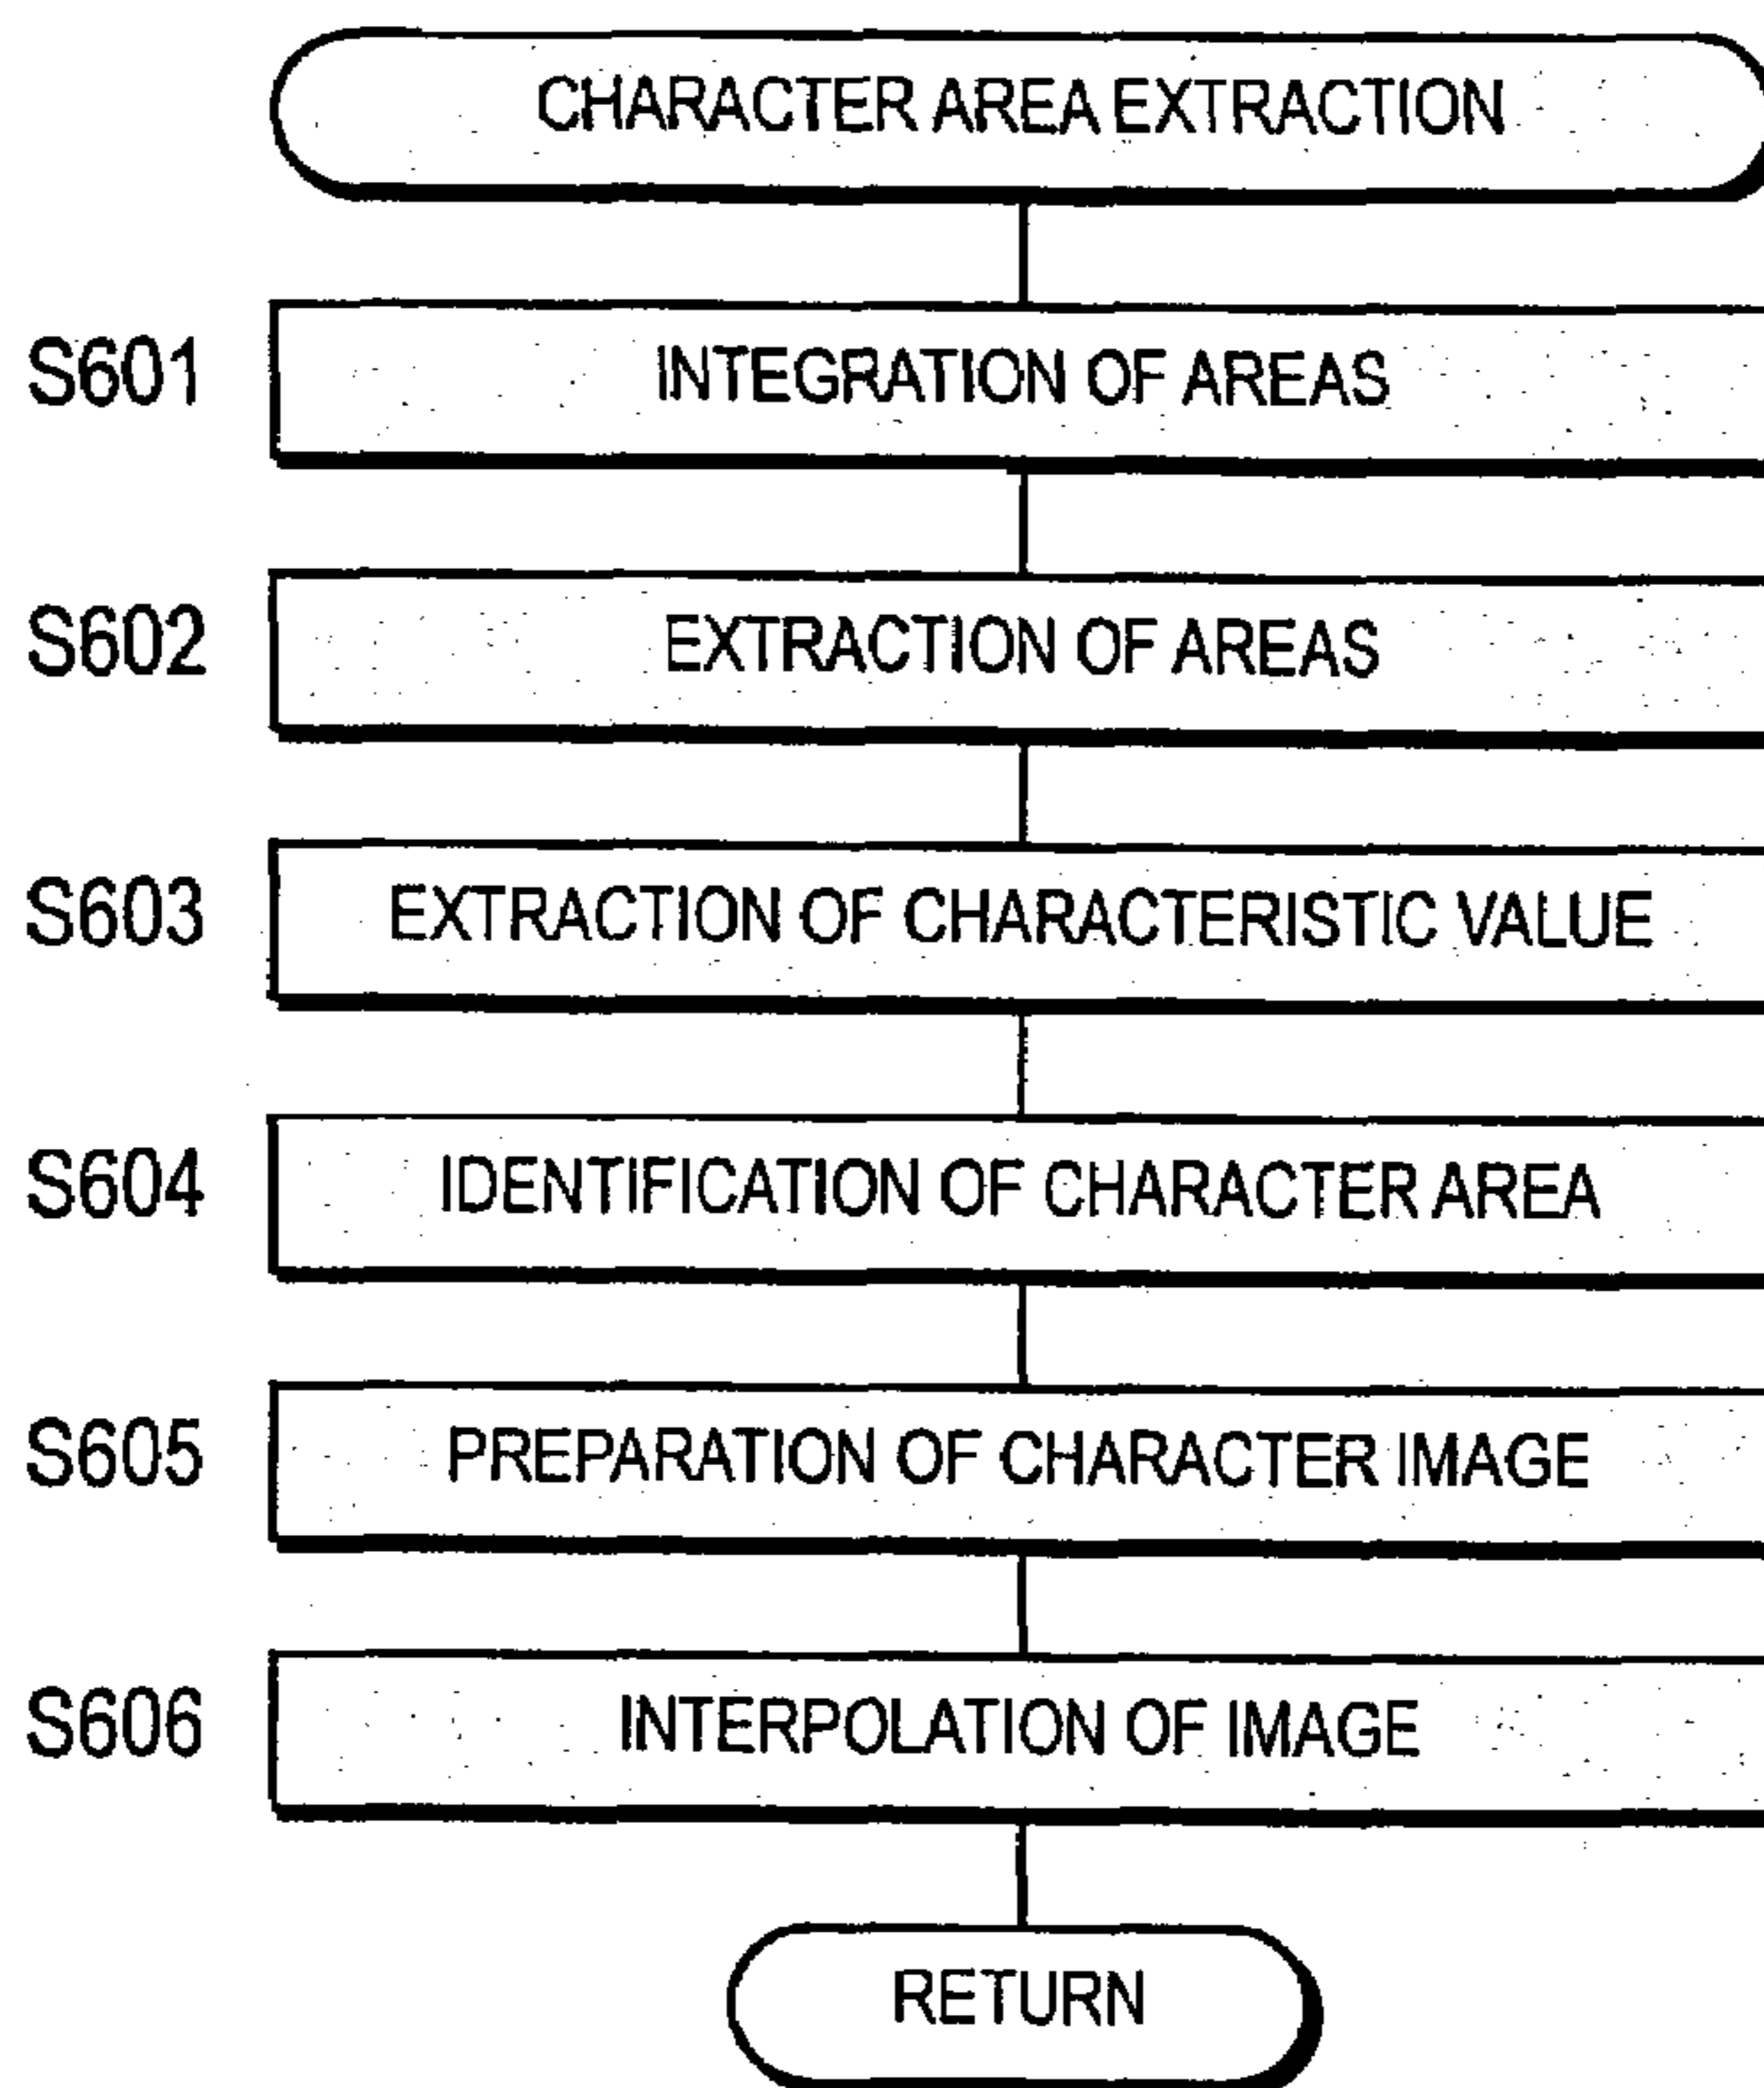 CHARACTER AREA EXTRACTION
S601 INTEGRATION OF AREAS
S602 EXTRACTION OF AREAS
S603 EXTRACTION OF CHARACTERISTIC VALUE
S604 IDENTIFICATION OF CHARACTER AREA
S605 PREPARATION OF CHARACTER IMAGE
S606 INTERPOLATION OF IMAGE
RETURN